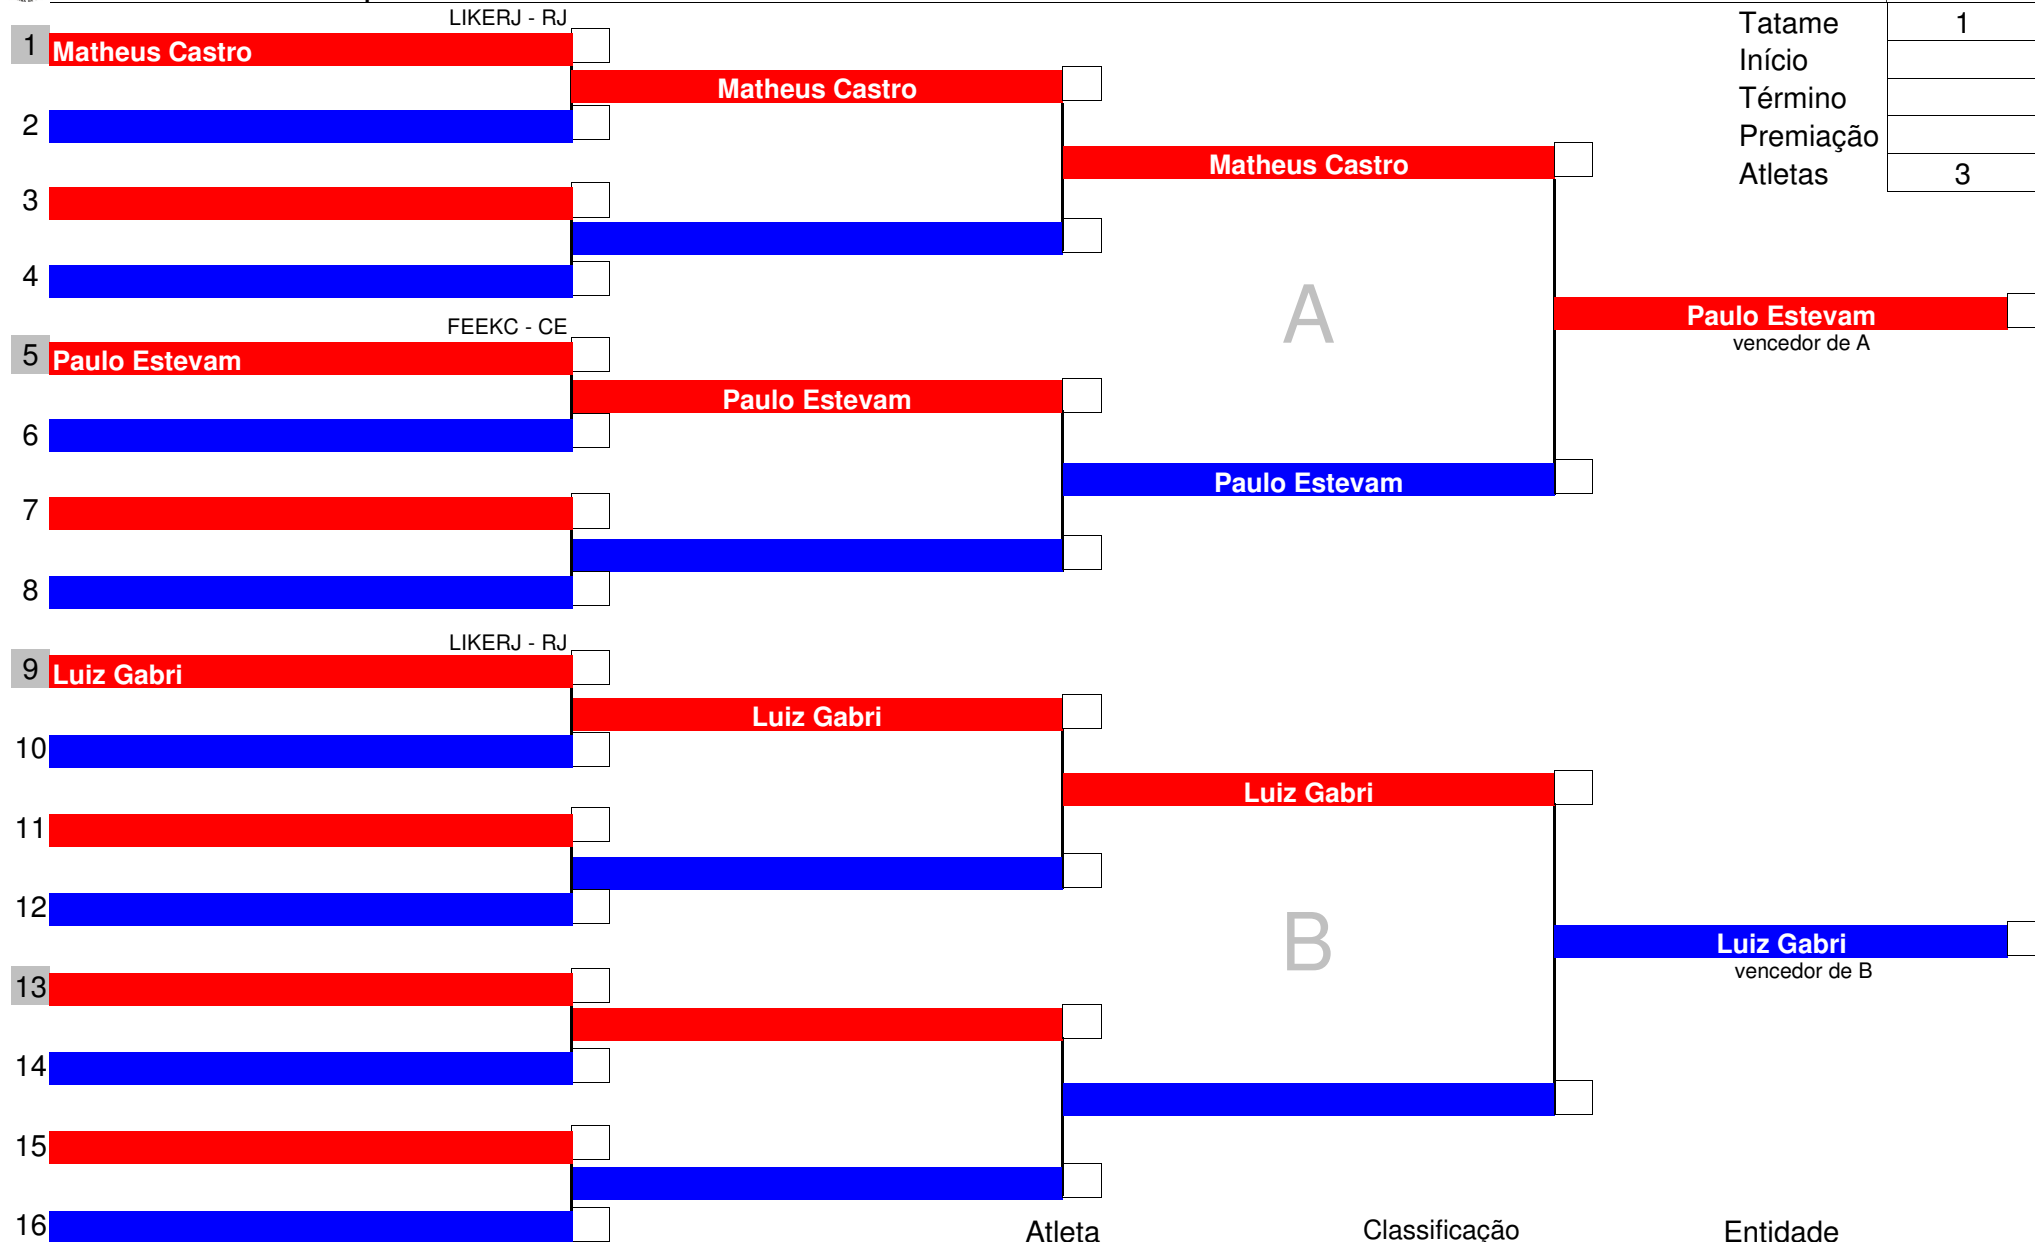 LIKERJ - RJ
Tatame 1
1 Matheus Castro
Início
Matheus Castro
Término
2
Premiação
Matheus Castro
Atletas 3
3
4
A
Paulo Estevam
FEEKC - CE
vencedor de A
5 Paulo Estevam
Paulo Estevam
6
Paulo Estevam
7
8
LIKERJ - RJ
9 Luiz Gabri
Luiz Gabri
10
Luiz Gabri
11
12
B
Luiz Gabri
vencedor de B
13
14
15
16
Atleta Classificação Entidade